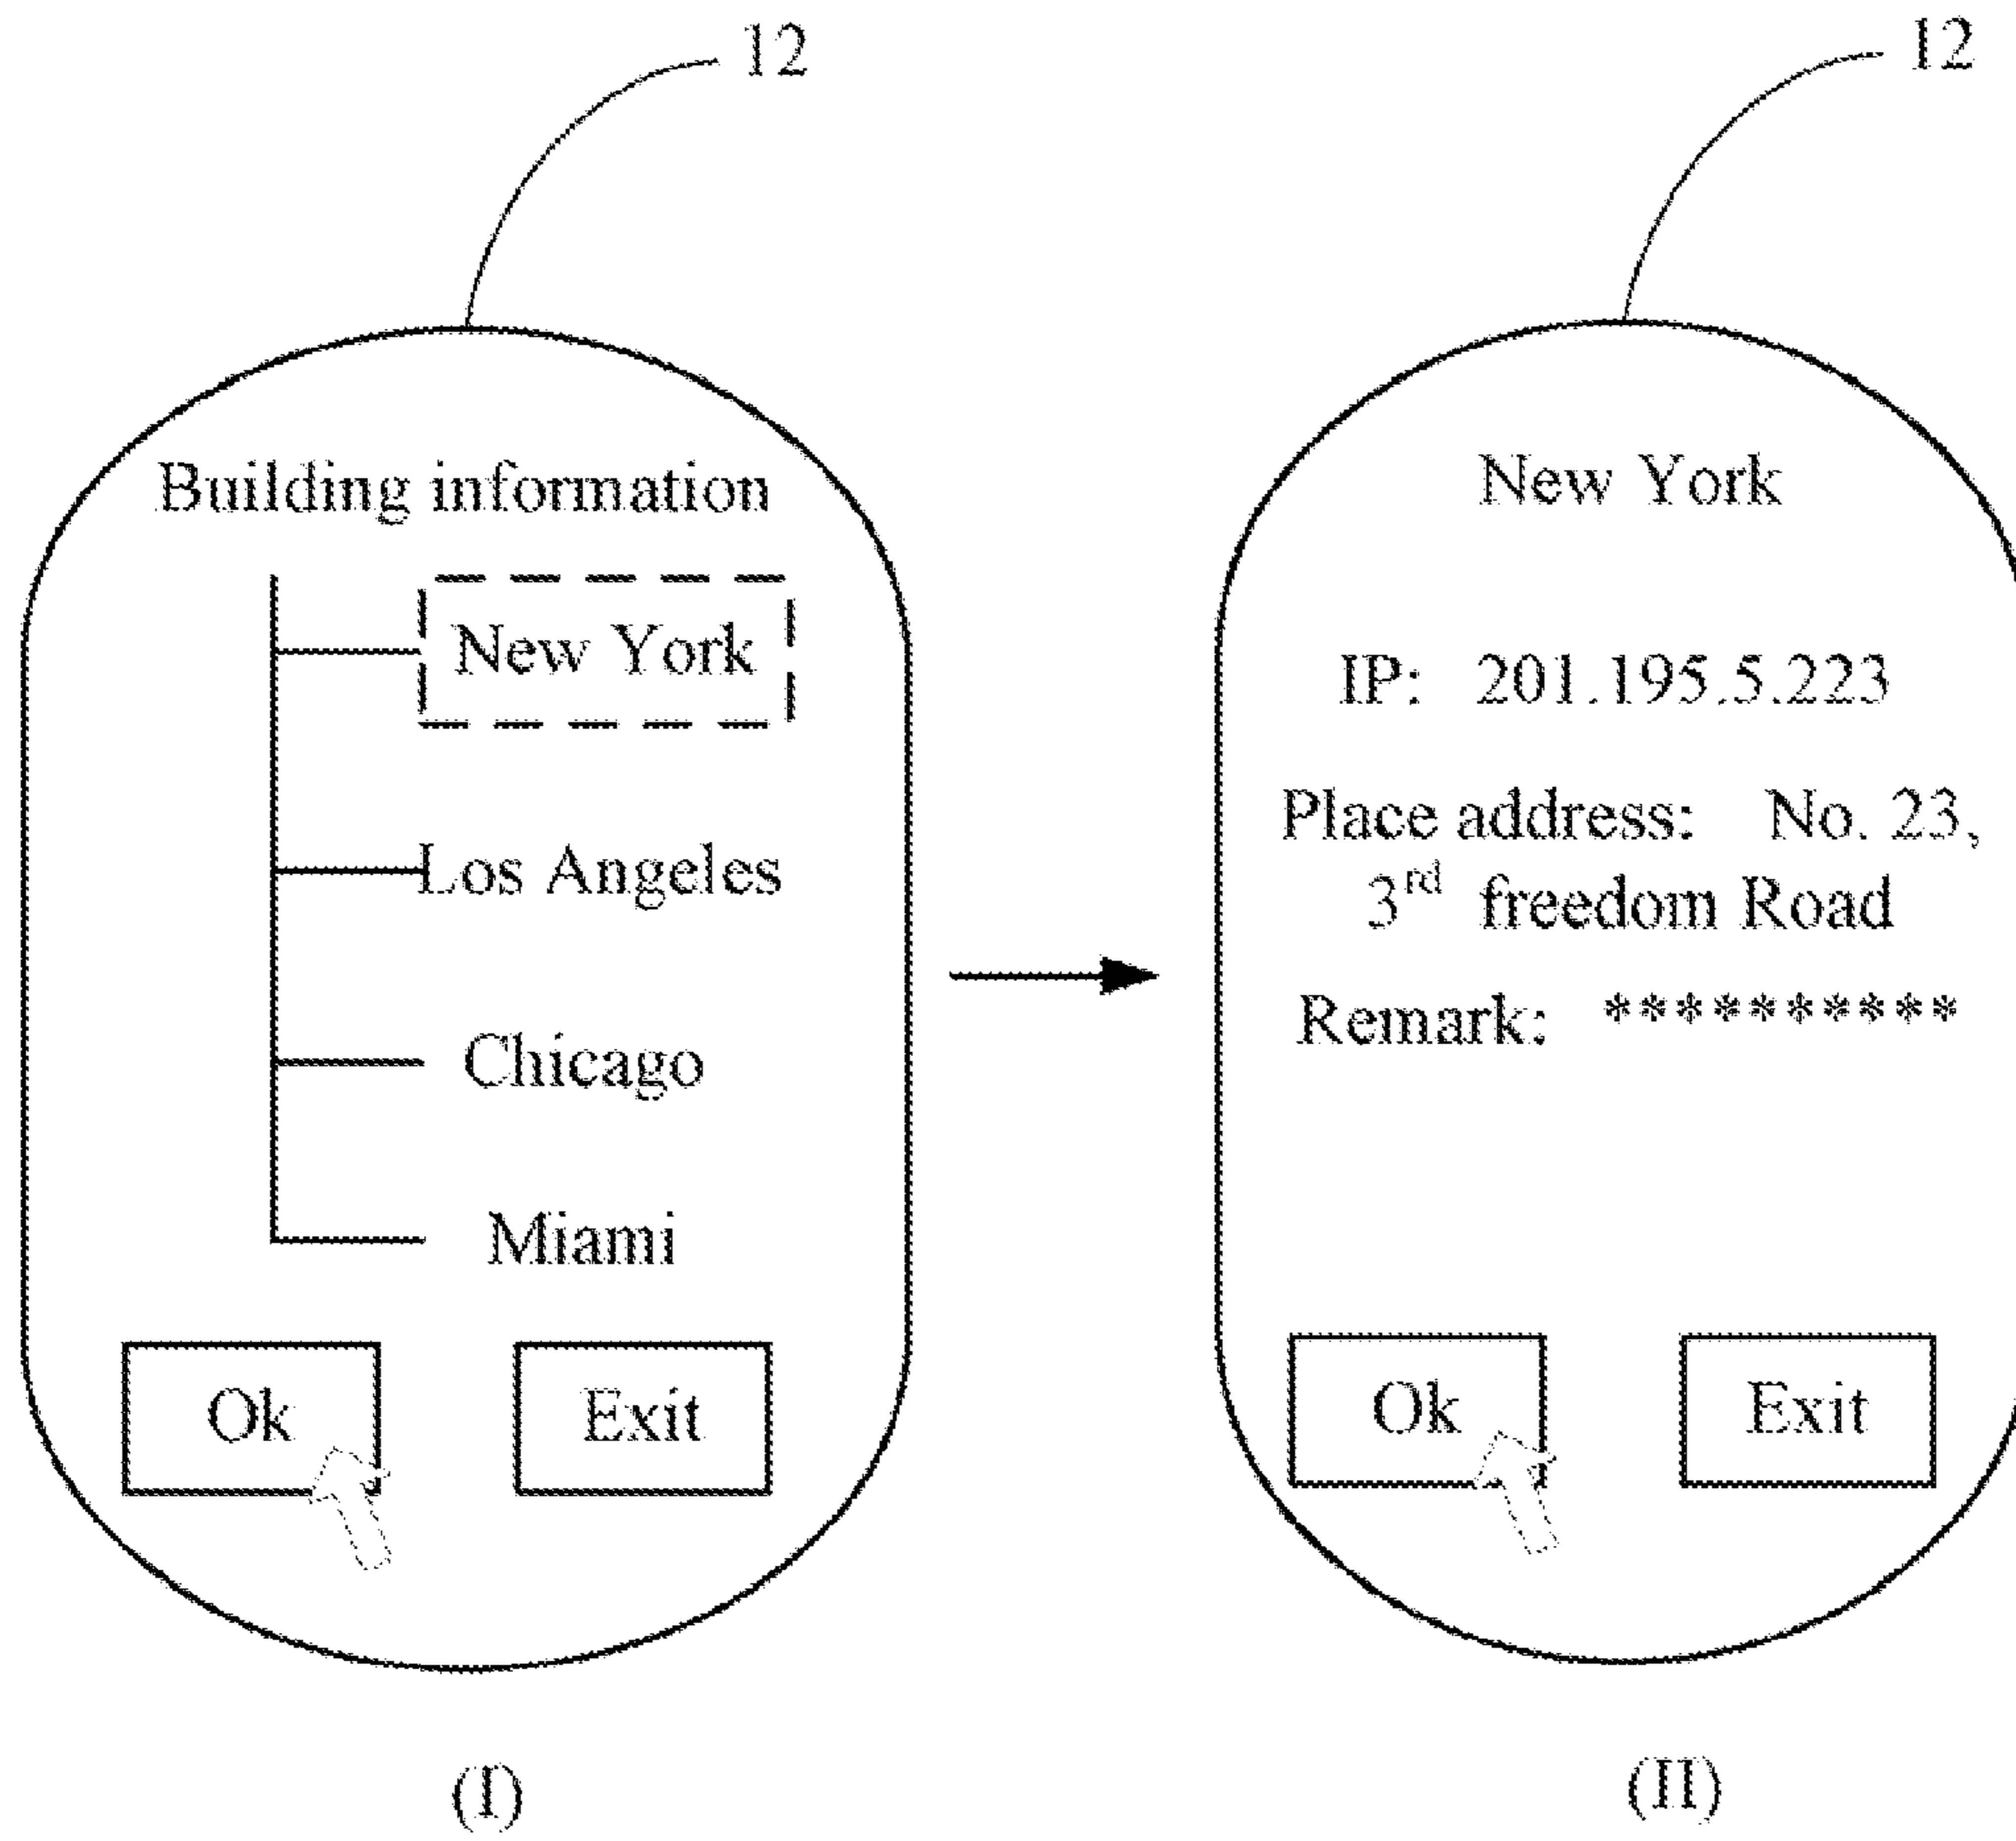 12
Building information
New York
Los Angeles
Chicago
Miami
Ok Exit
(I)
12
New York
IP: 201.195.5.223
Place address: No. 23,
3rd freedom Road
Remark: **********
Ok Exit
(II)